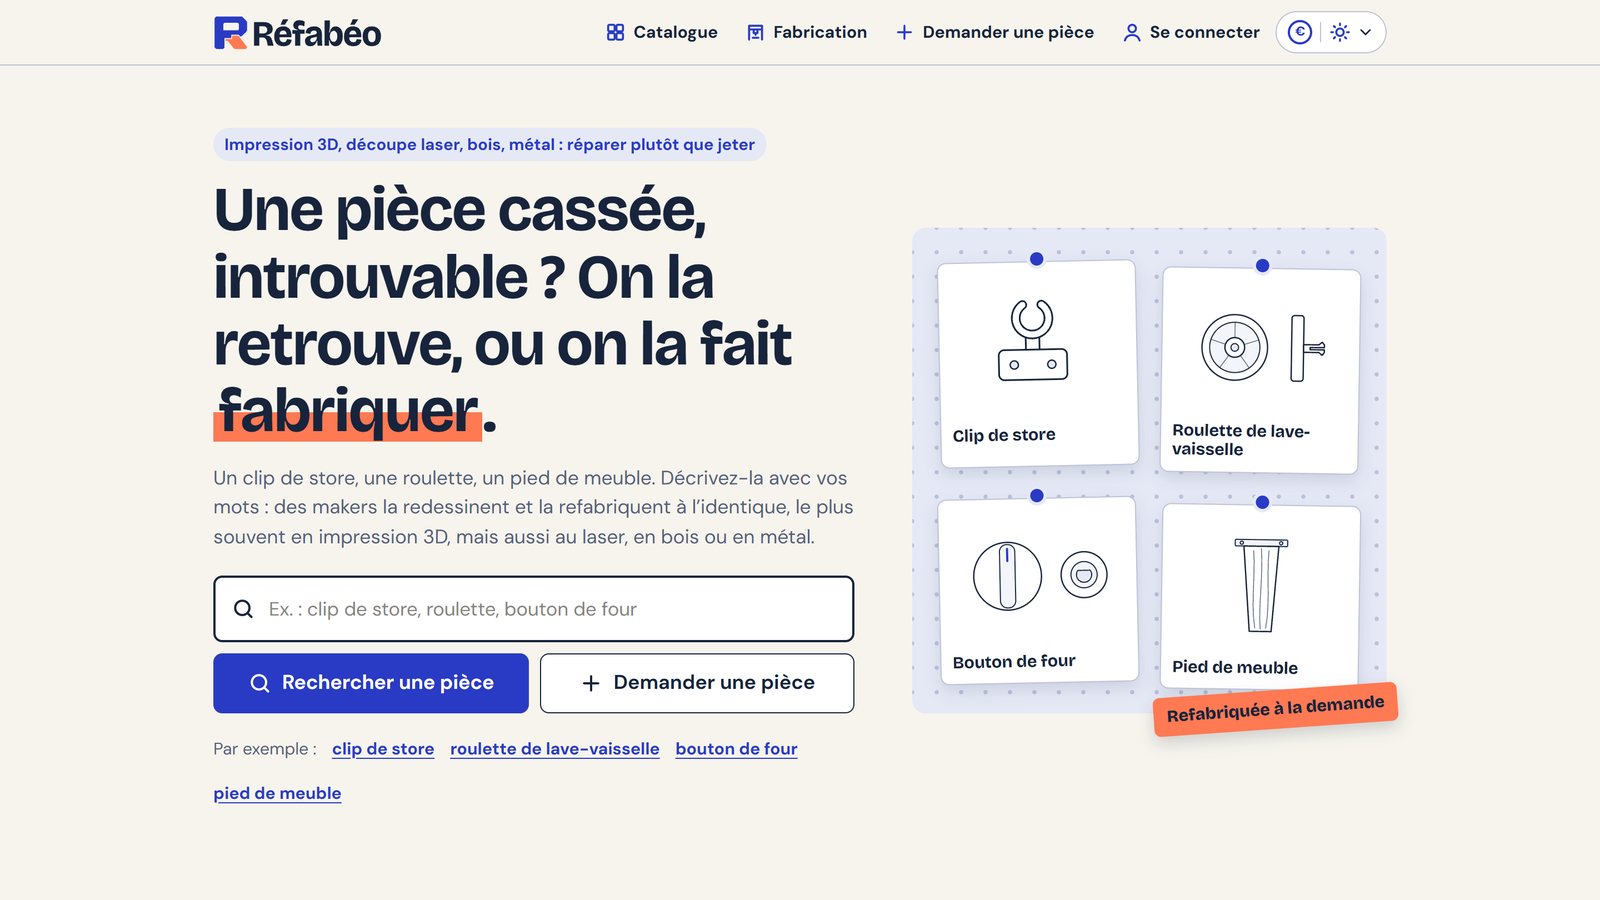 Réfabéo
Catalogue
Fabrication
Demander une pièce
Se connecter
€
Impression 3D, découpe laser, bois, métal : réparer plutôt que jeter
Une pièce cassée,
introuvable ? On la
retrouve, ou on la fait
fabriquer.
Un clip de store, une roulette, un pied de meuble. Décrivez-la avec vos
mots : des makers la redessinent et la refabriquent à l’identique, le plus
souvent en impression 3D, mais aussi au laser, en bois ou en métal.
Ex. : clip de store, roulette, bouton de four
Rechercher une pièce
Demander une pièce
Par exemple : clip de store roulette de lave-vaisselle bouton de four
pied de meuble
Clip de store
Roulette de lave-
vaisselle
Bouton de four
Pied de meuble
Refabriquée à la demande